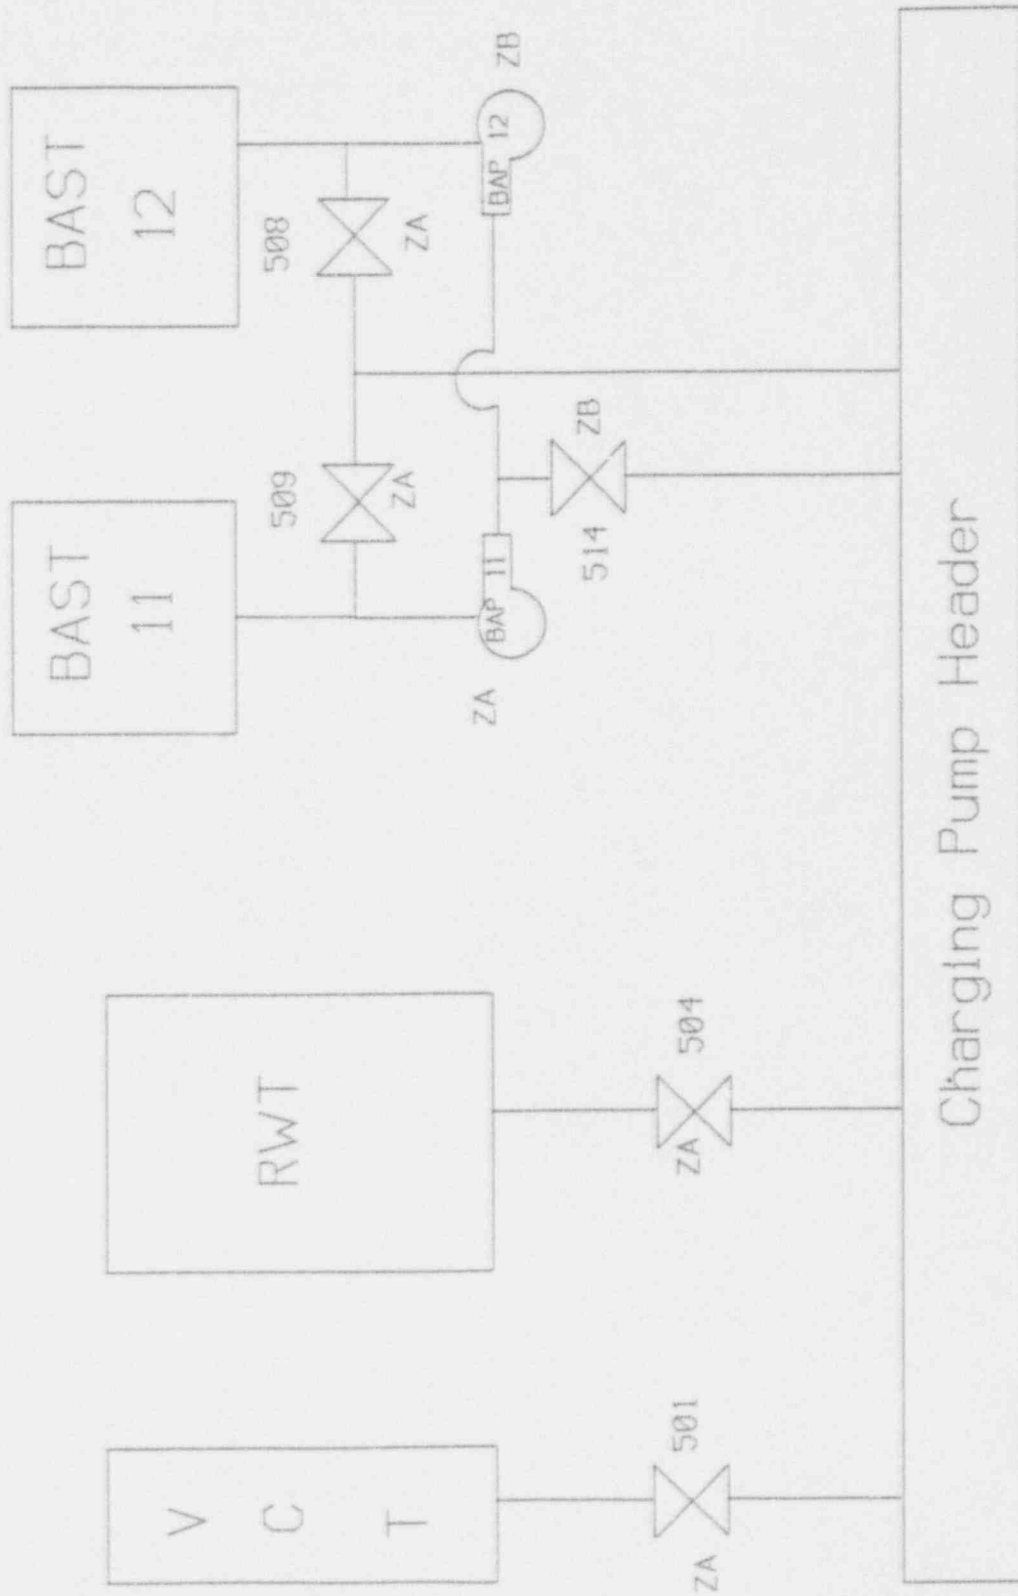 V
C
T
RWT
BAST
11
BAST
12
509
ZA
508
ZA
BAP 11
ZA
BAP 12
ZB
514
ZB
501
ZA
504
ZA
Charging Pump Header